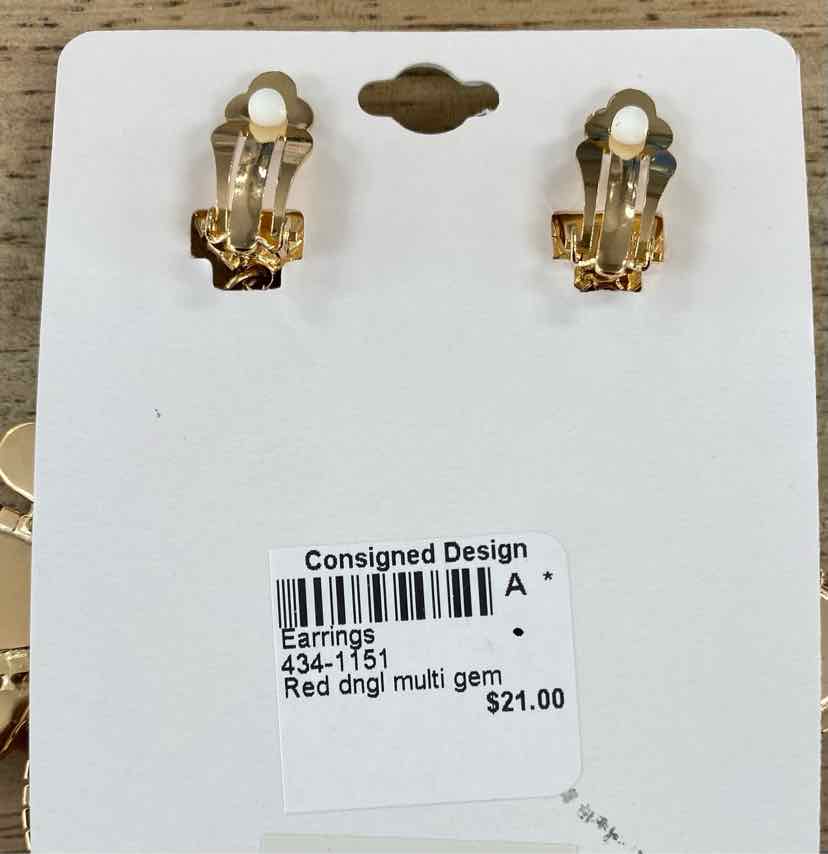 Consigned Design
A *
Earrings
434-1151
Red dngl multi gem
$21.00